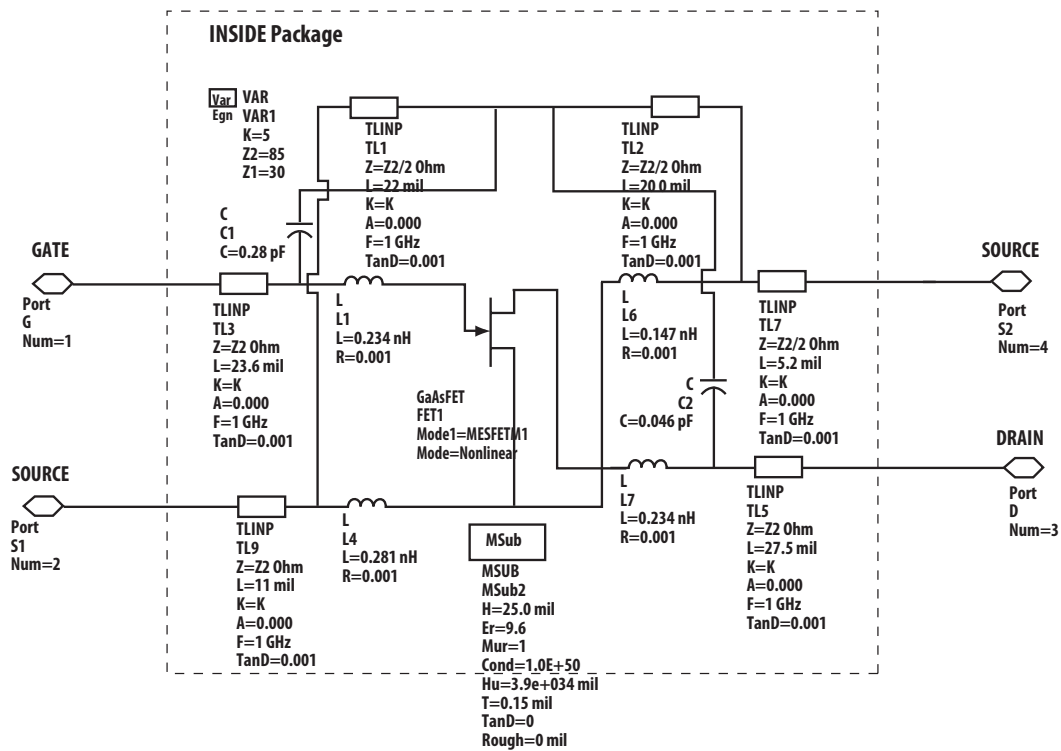 INSIDE Package
Var
Egn
VAR
VAR1
K=5
Z2=85
Z1=30
TLINP
TL1
Z=Z2/2 Ohm
L=22 mil
K=K
A=0.000
F=1 GHz
TanD=0.001
TLINP
TL2
Z=Z2/2 Ohm
L=20 0 mil
K=K
A=0.000
F=1 GHz
TanD=0.001
C
C1
C=0.28 pF
GATE
Port
G
Num=1
TLINP
TL3
Z=Z2 Ohm
L=23.6 mil
K=K
A=0.000
F=1 GHz
TanD=0.001
L
L1
L=0.234 nH
R=0.001
GaAsFET
FET1
Mode1=MESFETM1
Mode=Nonlinear
L
L6
L=0.147 nH
R=0.001
C
C2
C=0.046 pF
TLINP
TL7
Z=Z2/2 Ohm
L=5.2 mil
K=K
A=0.000
F=1 GHz
TanD=0.001
SOURCE
Port
S2
Num=4
DRAIN
Port
D
Num=3
SOURCE
Port
S1
Num=2
TLINP
TL9
Z=Z2 Ohm
L=11 mil
K=K
A=0.000
F=1 GHz
TanD=0.001
L
L4
L=0.281 nH
R=0.001
MSub
MSUB
MSub2
H=25.0 mil
Er=9.6
Mur=1
Cond=1.0E+50
Hu=3.9e+034 mil
T=0.15 mil
TanD=0
Rough=0 mil
L
L7
L=0.234 nH
R=0.001
TLINP
TL5
Z=Z2 Ohm
L=27.5 mil
K=K
A=0.000
F=1 GHz
TanD=0.001